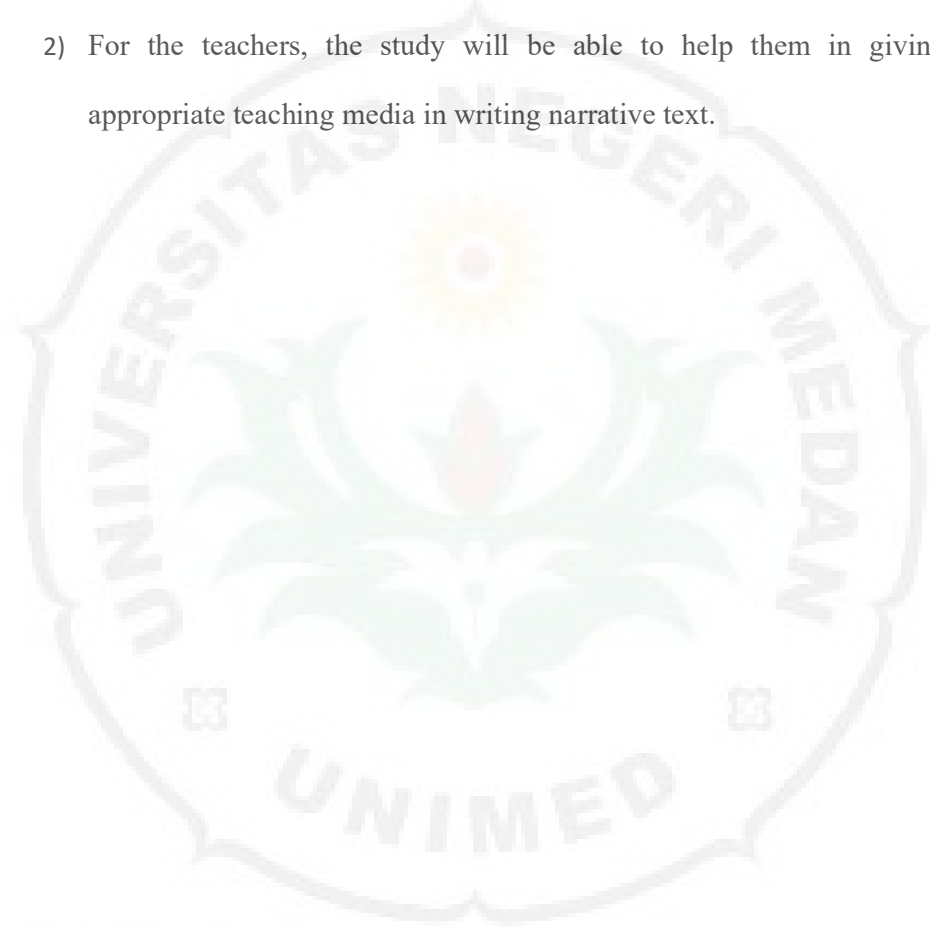 2) For the teachers, the study will be able to help them in givin
appropriate teaching media in writing narrative text.
UNIVERSITAS NEGERI MEDAN
UNIMED